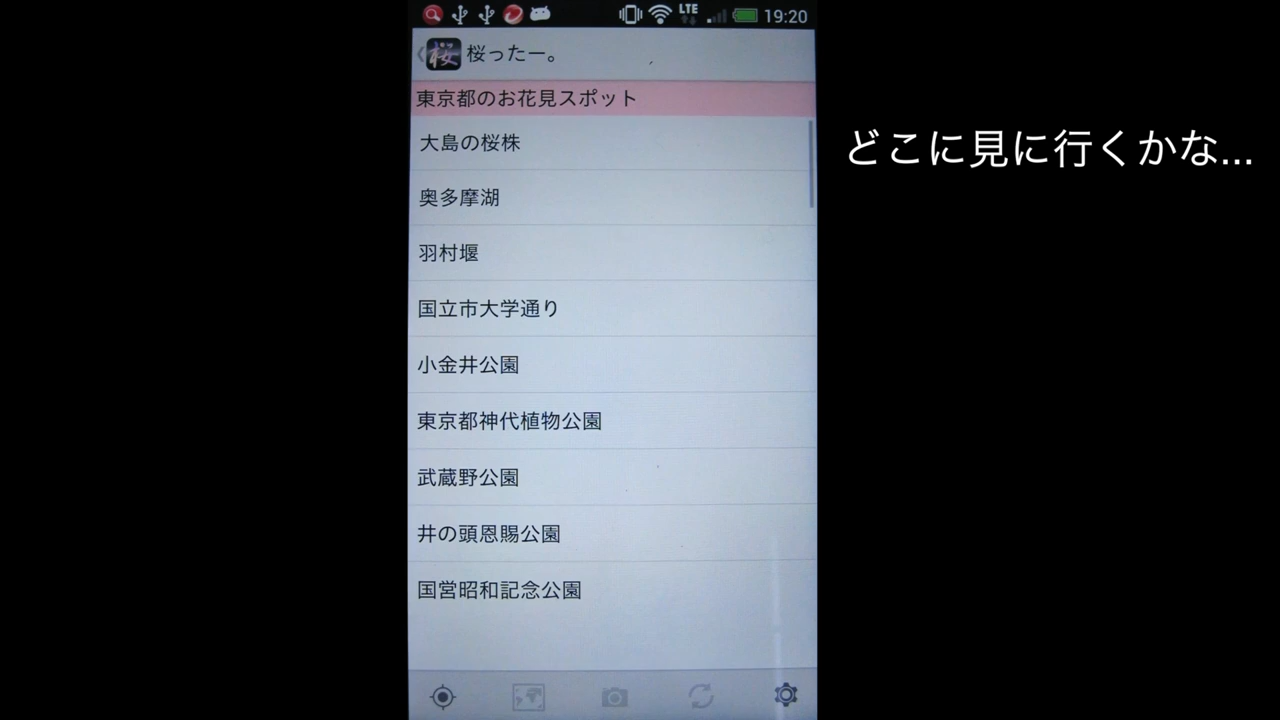 LTE 19:20
桜 桜ったー。
東京都のお花見スポット
大島の桜株
奥多摩湖
羽村堰
国立市大学通り
小金井公園
東京都神代植物公園
武蔵野公園
井の頭恩賜公園
国営昭和記念公園
どこに見に行くかな...